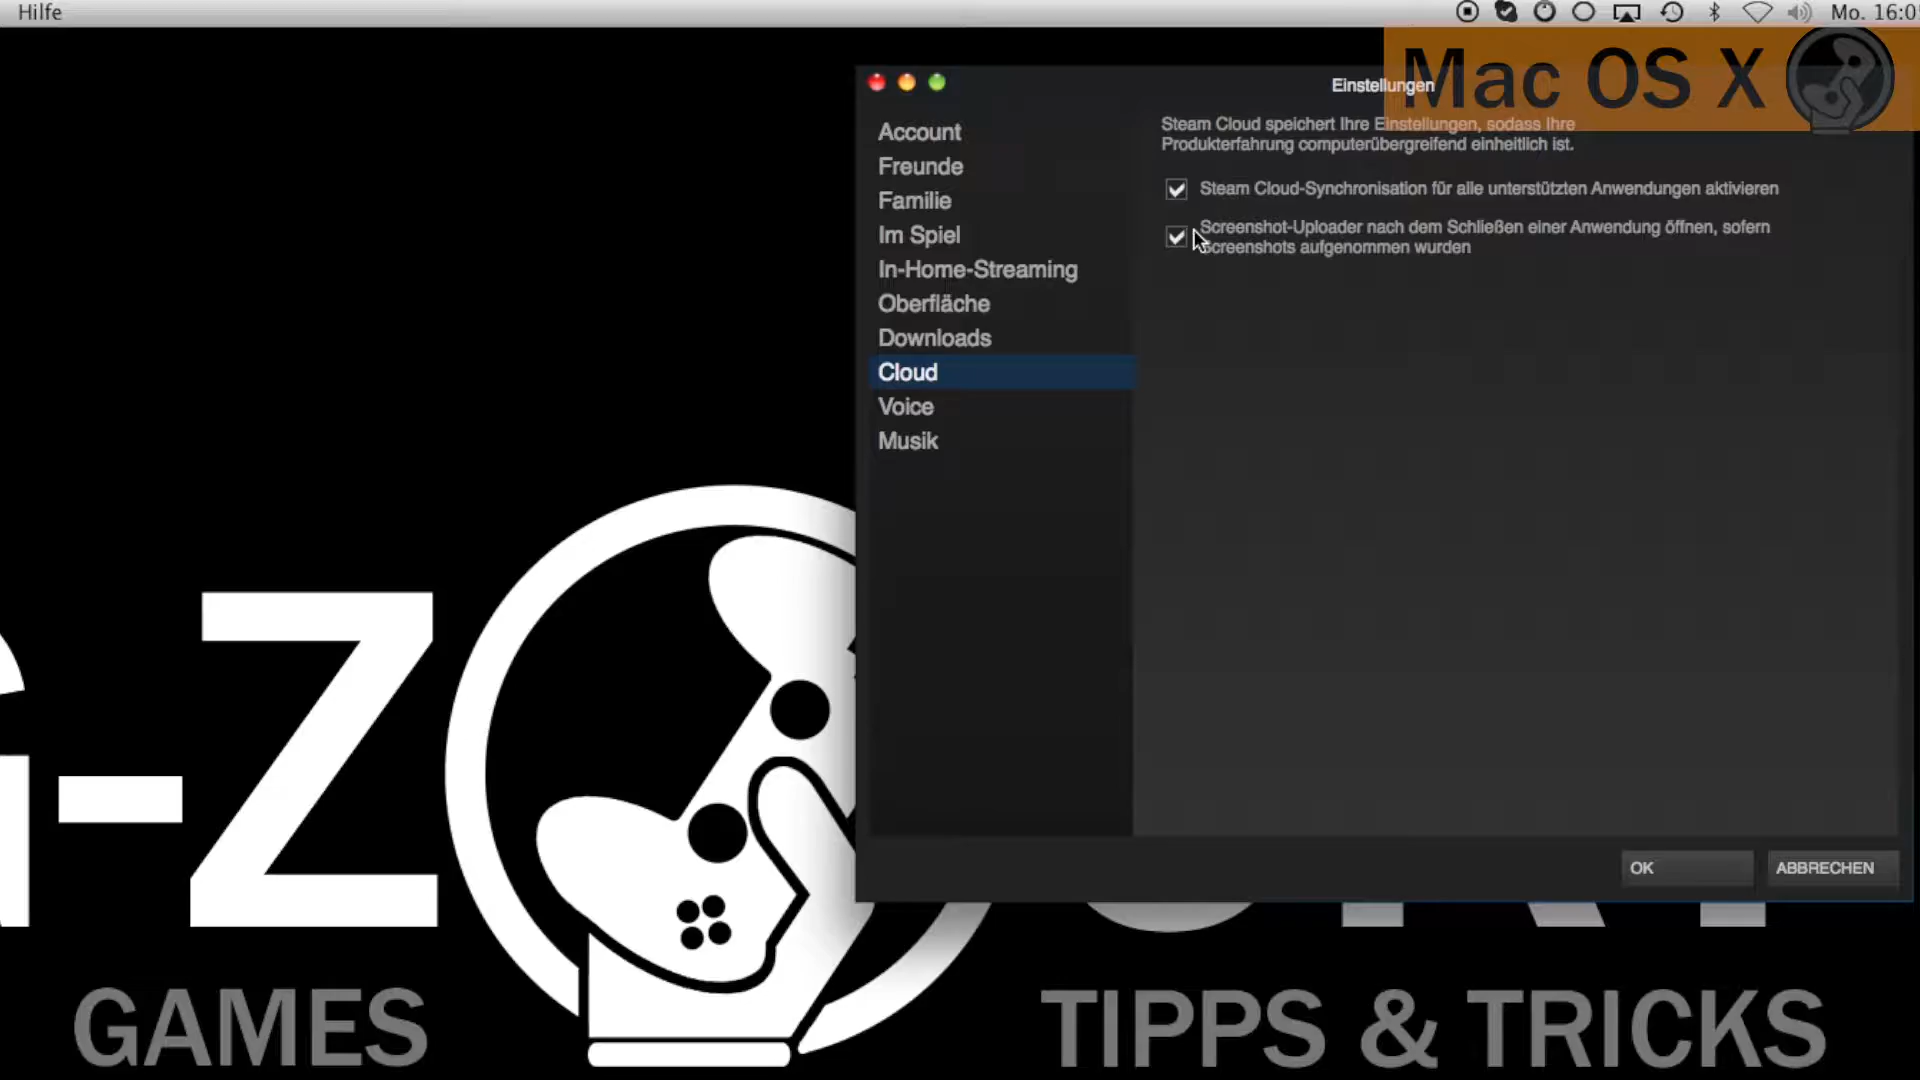 Hilfe
Mo. 16:0
Mac OS X
Einstellungen
Account
Freunde
Familie
Im Spiel
In-Home-Streaming
Oberfläche
Downloads
Cloud
Voice
Musik
Steam Cloud speichert Ihre Einstellungen, sodass Ihre
Produkterfahrung computerübergreifend einheitlich ist.
Steam Cloud-Synchronisation für alle unterstützten Anwendungen aktivieren
Screenshot-Uploader nach dem Schließen einer Anwendung öffnen, sofern
Screenshots aufgenommen wurden
OK
ABBRECHEN
G-Z
GAMES
TIPPS & TRICKS